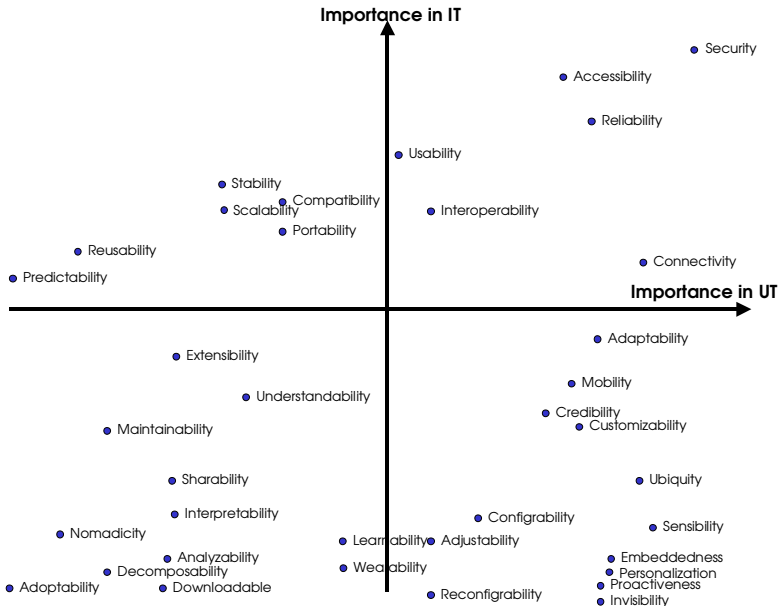 Importance in IT
Security
Accessibility
Reliability
Usability
Stability
Compatibility
Scalability
Interoperability
Portability
Reusability
Connectivity
Predictability
Importance in UT
Adaptability
Extensibility
Mobility
Understandability
Credibility
Customizability
Maintainability
Sharability
Ubiquity
Interpretability
Configrability
Sensibility
Nomadicity
Learnability
Adjustability
Analyzability
Embeddedness
Wearability
Decomposability
Personalization
Proactiveness
Adoptability
Downloadable
Reconfigrability
Invisibility